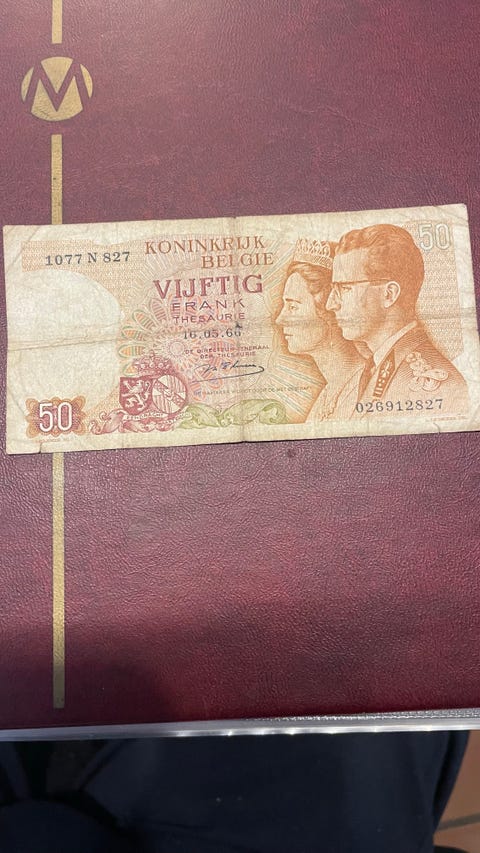 M
1077 N 827
KONINKRIJK
BELGIE
50
VIJFTIG
FRANK
THESAURIE
16.05.66
DE DIRECTEUR-GENERAAL
DER THESAURIE
50
026912827